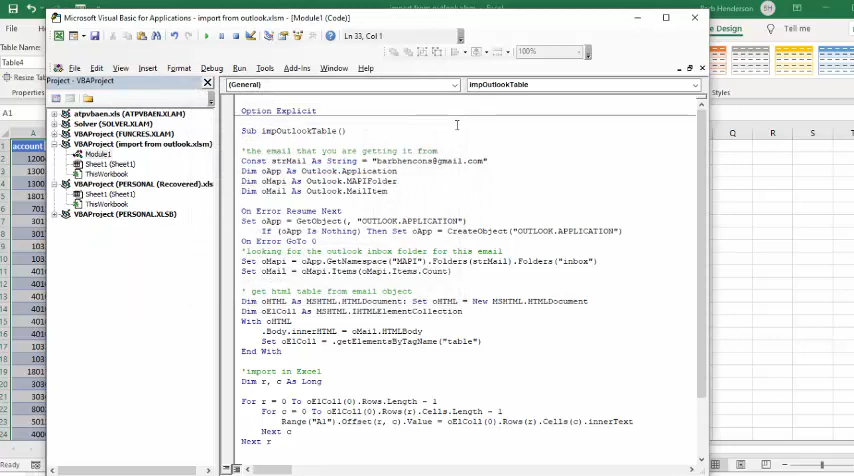 import from outlook.xlsm
Barb Henderson
BH
Microsoft Visual Basic for Applications - import from outlook.xlsm - [Module1 (Code)]
File
Table Name:
Table4
Resize Table
Properties
Design
Tell me
Ln 33, Col 1
100%
File Edit View Insert Format Debug Run Tools Add-Ins Window Help
Project - VBAProject
(General)
impOutlookTable
A1
A
Q
R
S
account_
atpvbaen.xls (ATPVBAEN.XLAM)
Solver (SOLVER.XLAM)
VBAProject (FUNCRES.XLAM)
VBAProject (import from outlook.xlsm)
Module1
Sheet1 (Sheet1)
ThisWorkbook
VBAProject (PERSONAL (Recovered).xls
Sheet1 (Sheet1)
ThisWorkbook
VBAProject (PERSONAL.XLSB)
Option Explicit
Sub impOutlookTable()
'the email that you are getting it from
Const strMail As String = "barbhencons@gmail.com"
Dim oApp As Outlook.Application
Dim oMapi As Outlook.MAPIFolder
Dim oMail As Outlook.MailItem
On Error Resume Next
Set oApp = GetObject(, "OUTLOOK.APPLICATION")
If (oApp Is Nothing) Then Set oApp = CreateObject("OUTLOOK.APPLICATION")
On Error GoTo 0
'looking for the outlook inbox folder for this email
Set oMapi = oApp.GetNamespace("MAPI").Folders(strMail).Folders("inbox")
Set oMail = oMapi.Items(oMapi.Items.Count)
' get html table from email object
Dim oHTML As MSHTML.HTMLDocument: Set oHTML = New MSHTML.HTMLDocument
Dim oElColl As MSHTML.IHTMLElementCollection
With oHTML
.Body.innerHTML = oMail.HTMLBody
Set oElColl = .getElementsByTagName("table")
End With
'import in Excel
Dim r, c As Long
For r = 0 To oElColl(0).Rows.Length - 1
For c = 0 To oElColl(0).Rows(r).Cells.Length - 1
Range("A1").Offset(r, c).Value = oElColl(0).Rows(r).Cells(c).innerText
Next c
Next r
Ready